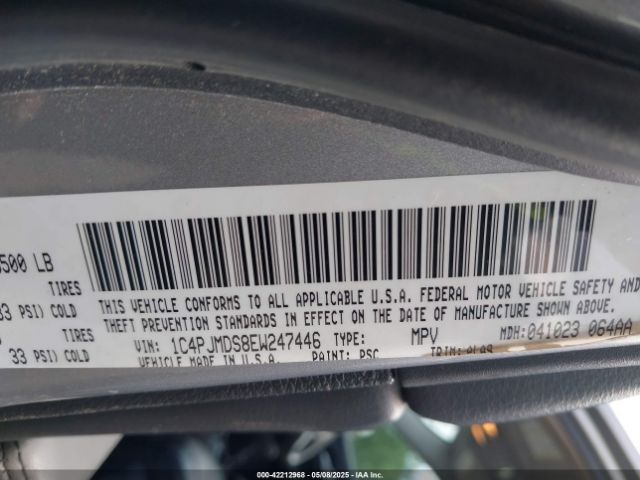 500 LB
TIRES
33 PSI)
TIRES
33 PSI)
THIS VEHICLE CONFORMS TO ALL APPLICABLE U.S.A. FEDERAL MOTOR VEHICLE SAFETY AND
THEFT PREVENTION STANDARDS IN EFFECT ON THE DATE OF MANUFACTURE SHOWN ABOVE.
VIN: 1C4PJMDS8EW247446 TYPE: MPV MDH: 041023 064AA
VEHICLE MADE IN U.S.A. PAINT: PSC TRIM:
000-42212968 05/08/2025 IAA Inc.